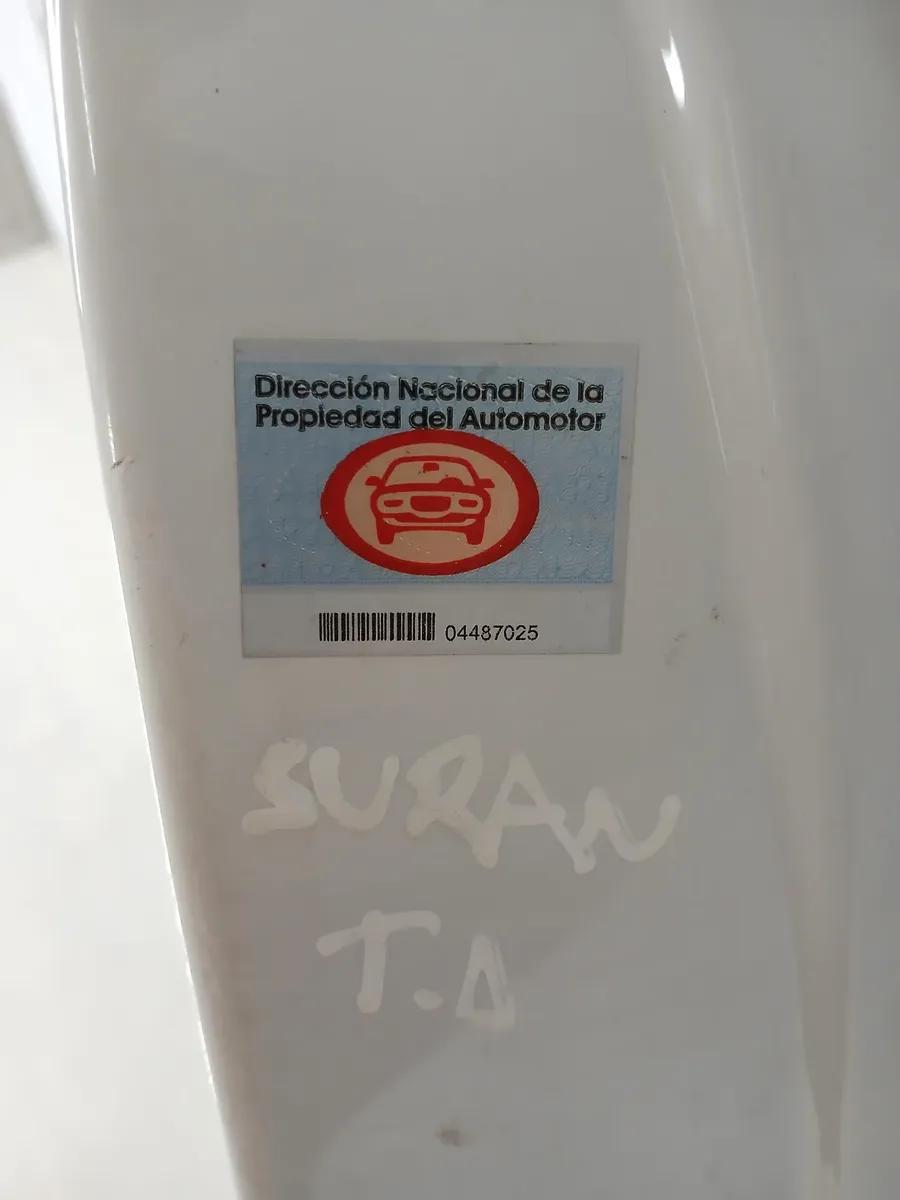 Dirección Nacional de la
Propiedad del Automotor
04487025
SURAN
T.A